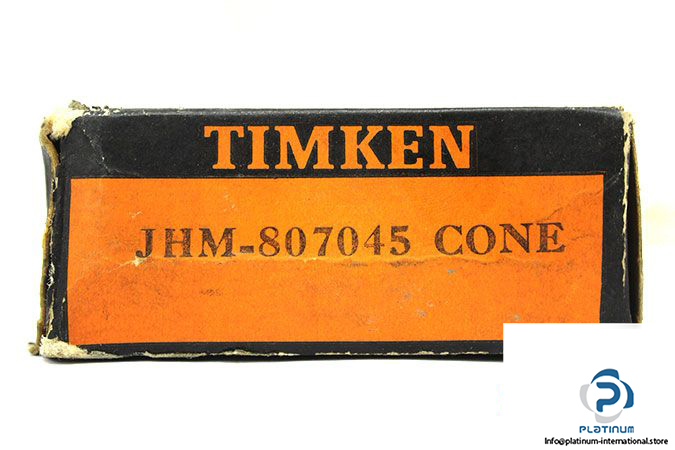 TIMKEN
JHM-807045 CONE
PLATINUM
Info@platinum-international.store